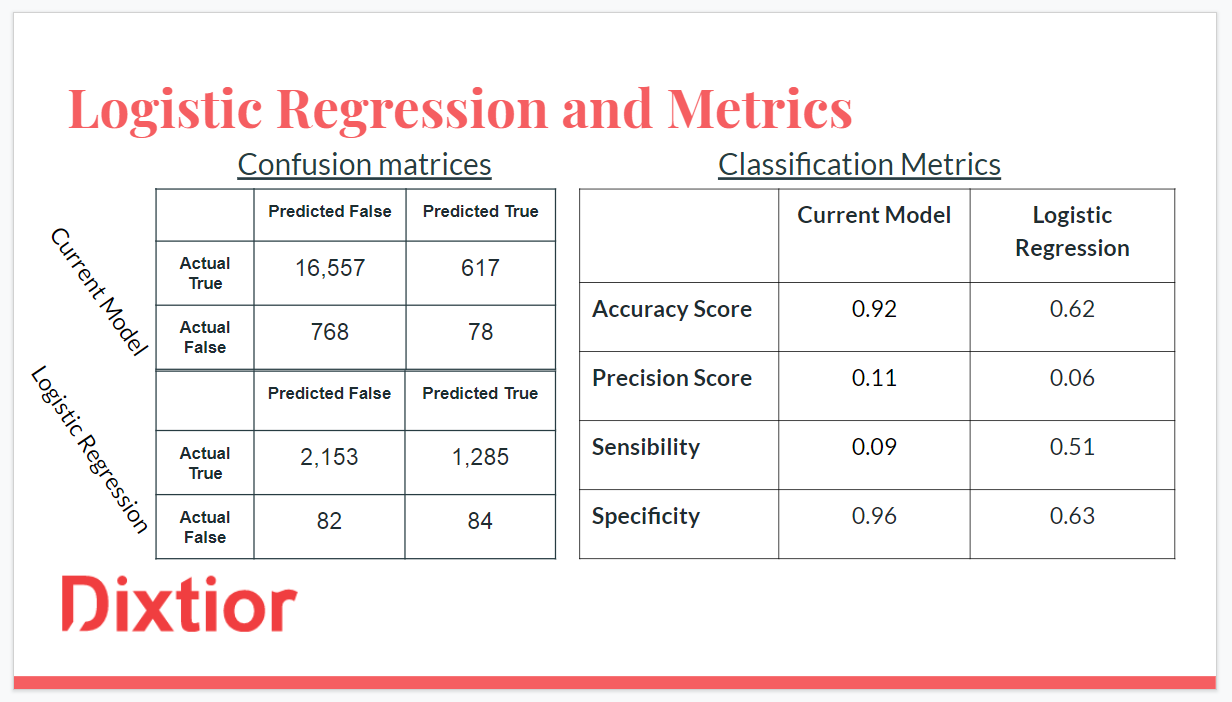 Logistic Regression and Metrics
Confusion matrices
Classification Metrics
Current Model
Predicted False Predicted True
Actual
True
16,557 617
Actual
False
768 78
Logistic Regression
Predicted False Predicted True
Actual
True
2,153 1,285
Actual
False
82 84
Current Model Logistic
Regression
Accuracy Score 0.92 0.62
Precision Score 0.11 0.06
Sensibility 0.09 0.51
Specificity 0.96 0.63
Dixtior